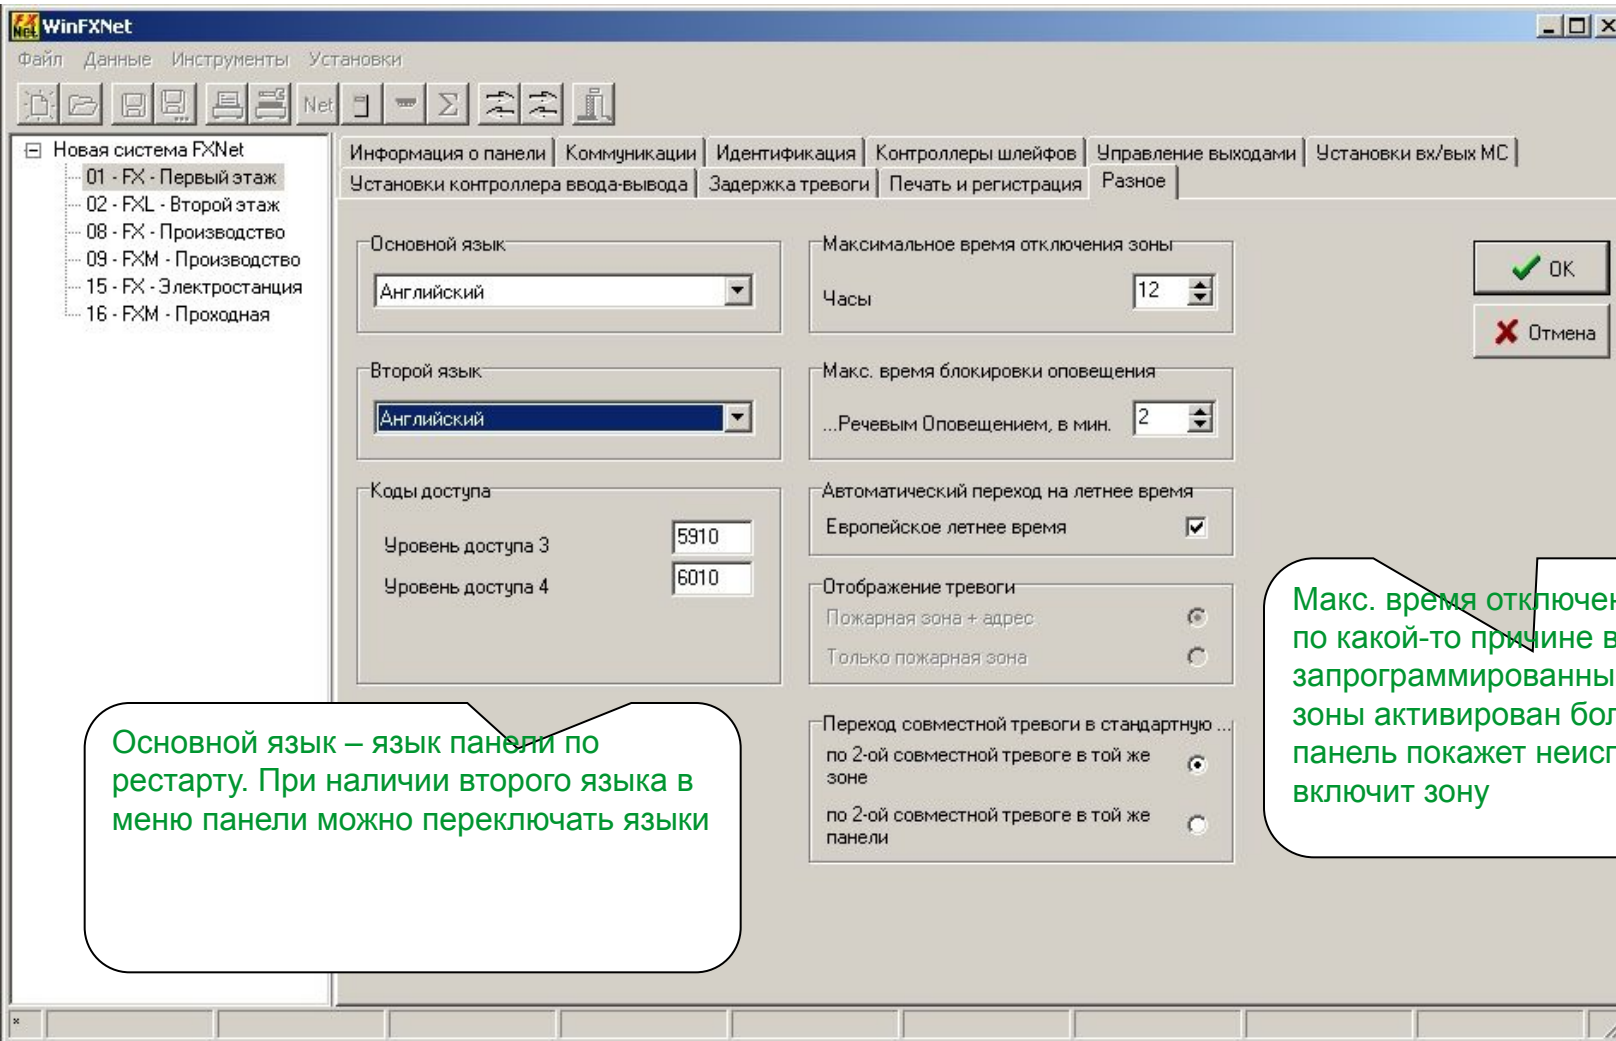 WinFXNet
Файл Данные Инструменты Установки
Net
Новая система FXNet
01 - FX - Первый этаж
02 - FXL - Второй этаж
08 - FX - Производство
09 - FXM - Производство
15 - FX - Электростанция
16 - FXM - Проходная
Информация о панели Коммуникации Идентификация Контроллеры шлейфов Управление выходами Установки вх/вых МС
Установки контроллера ввода-вывода Задержка тревоги Печать и регистрация Разное
Основной язык
Английский
Второй язык
Английский
Коды доступа
Уровень доступа 3 5910
Уровень доступа 4 6010
Максимальное время отключения зоны
Часы 12
Макс. время блокировки оповещения
...Речевым Оповещением, в мин. 2
Автоматический переход на летнее время
Европейское летнее время
Отображение тревоги
Пожарная зона + адрес
Только пожарная зона
Переход совместной тревоги в стандартную ...
по 2-ой совместной тревоге в той же
зоне
по 2-ой совместной тревоге в той же
панели
OK
Отмена
Основной язык – язык панели по
рестарту. При наличии второго языка в
меню панели можно переключать языки
Макс. время отключен
по какой-то причине в
запрограммированны
зоны активирован бол
панель покажет неисп
включит зону